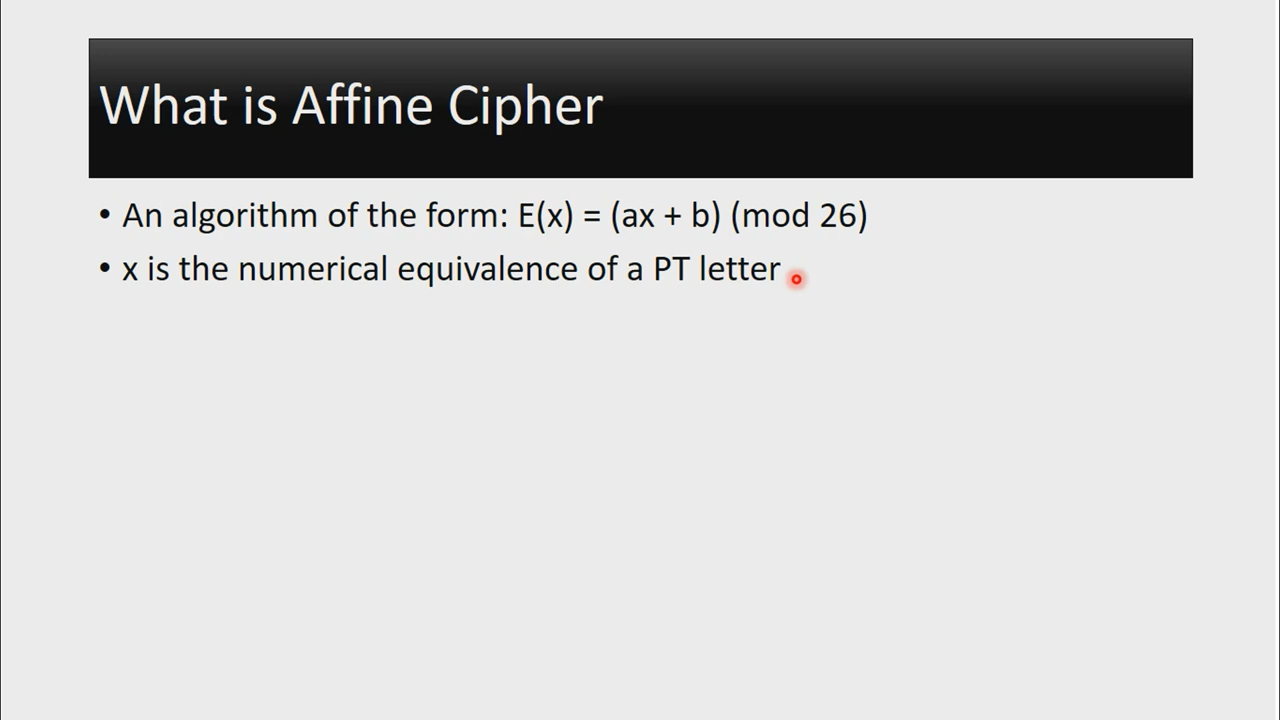 What is Affine Cipher
• An algorithm of the form: E(x) = (ax + b) (mod 26)
• x is the numerical equivalence of a PT letter